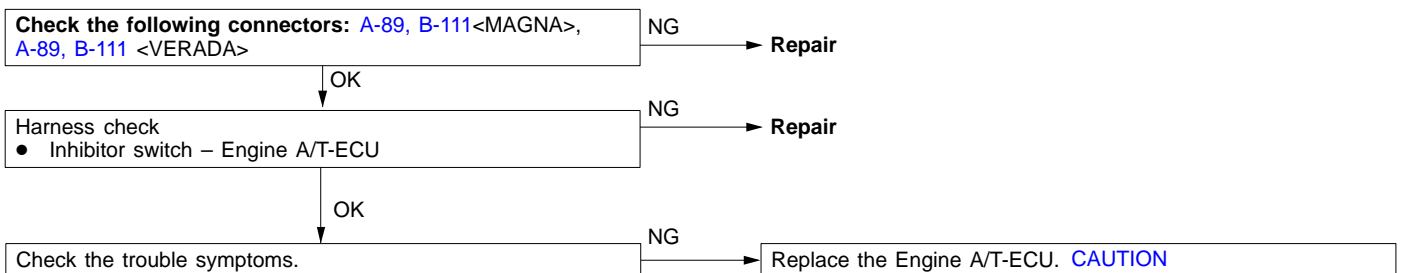 Check the following connectors: A-89, B-111<MAGNA>,
A-89, B-111 <VERADA>
NG
Repair
OK
Harness check
● Inhibitor switch – Engine A/T-ECU
NG
Repair
OK
Check the trouble symptoms.
NG
Replace the Engine A/T-ECU. CAUTION